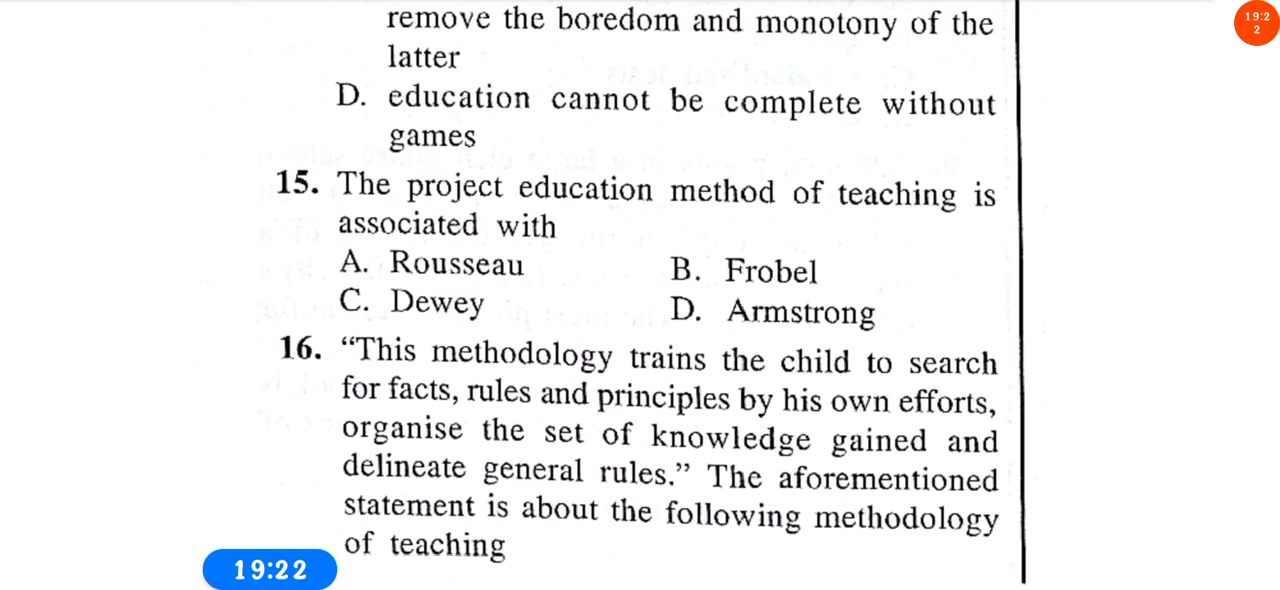 remove the boredom and monotony of the
latter
D. education cannot be complete without
games
15. The project education method of teaching is
associated with
A. Rousseau B. Frobel
C. Dewey D. Armstrong
16. “This methodology trains the child to search
for facts, rules and principles by his own efforts,
organise the set of knowledge gained and
delineate general rules.” The aforementioned
statement is about the following methodology
of teaching
19:22
19:2
2